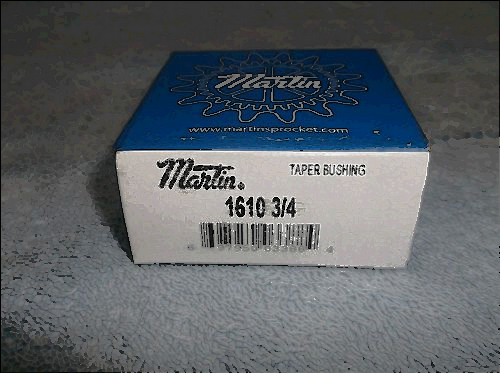 Martin
www.martinsprocket.com
Martin.
TAPER BUSHING
1610 3/4